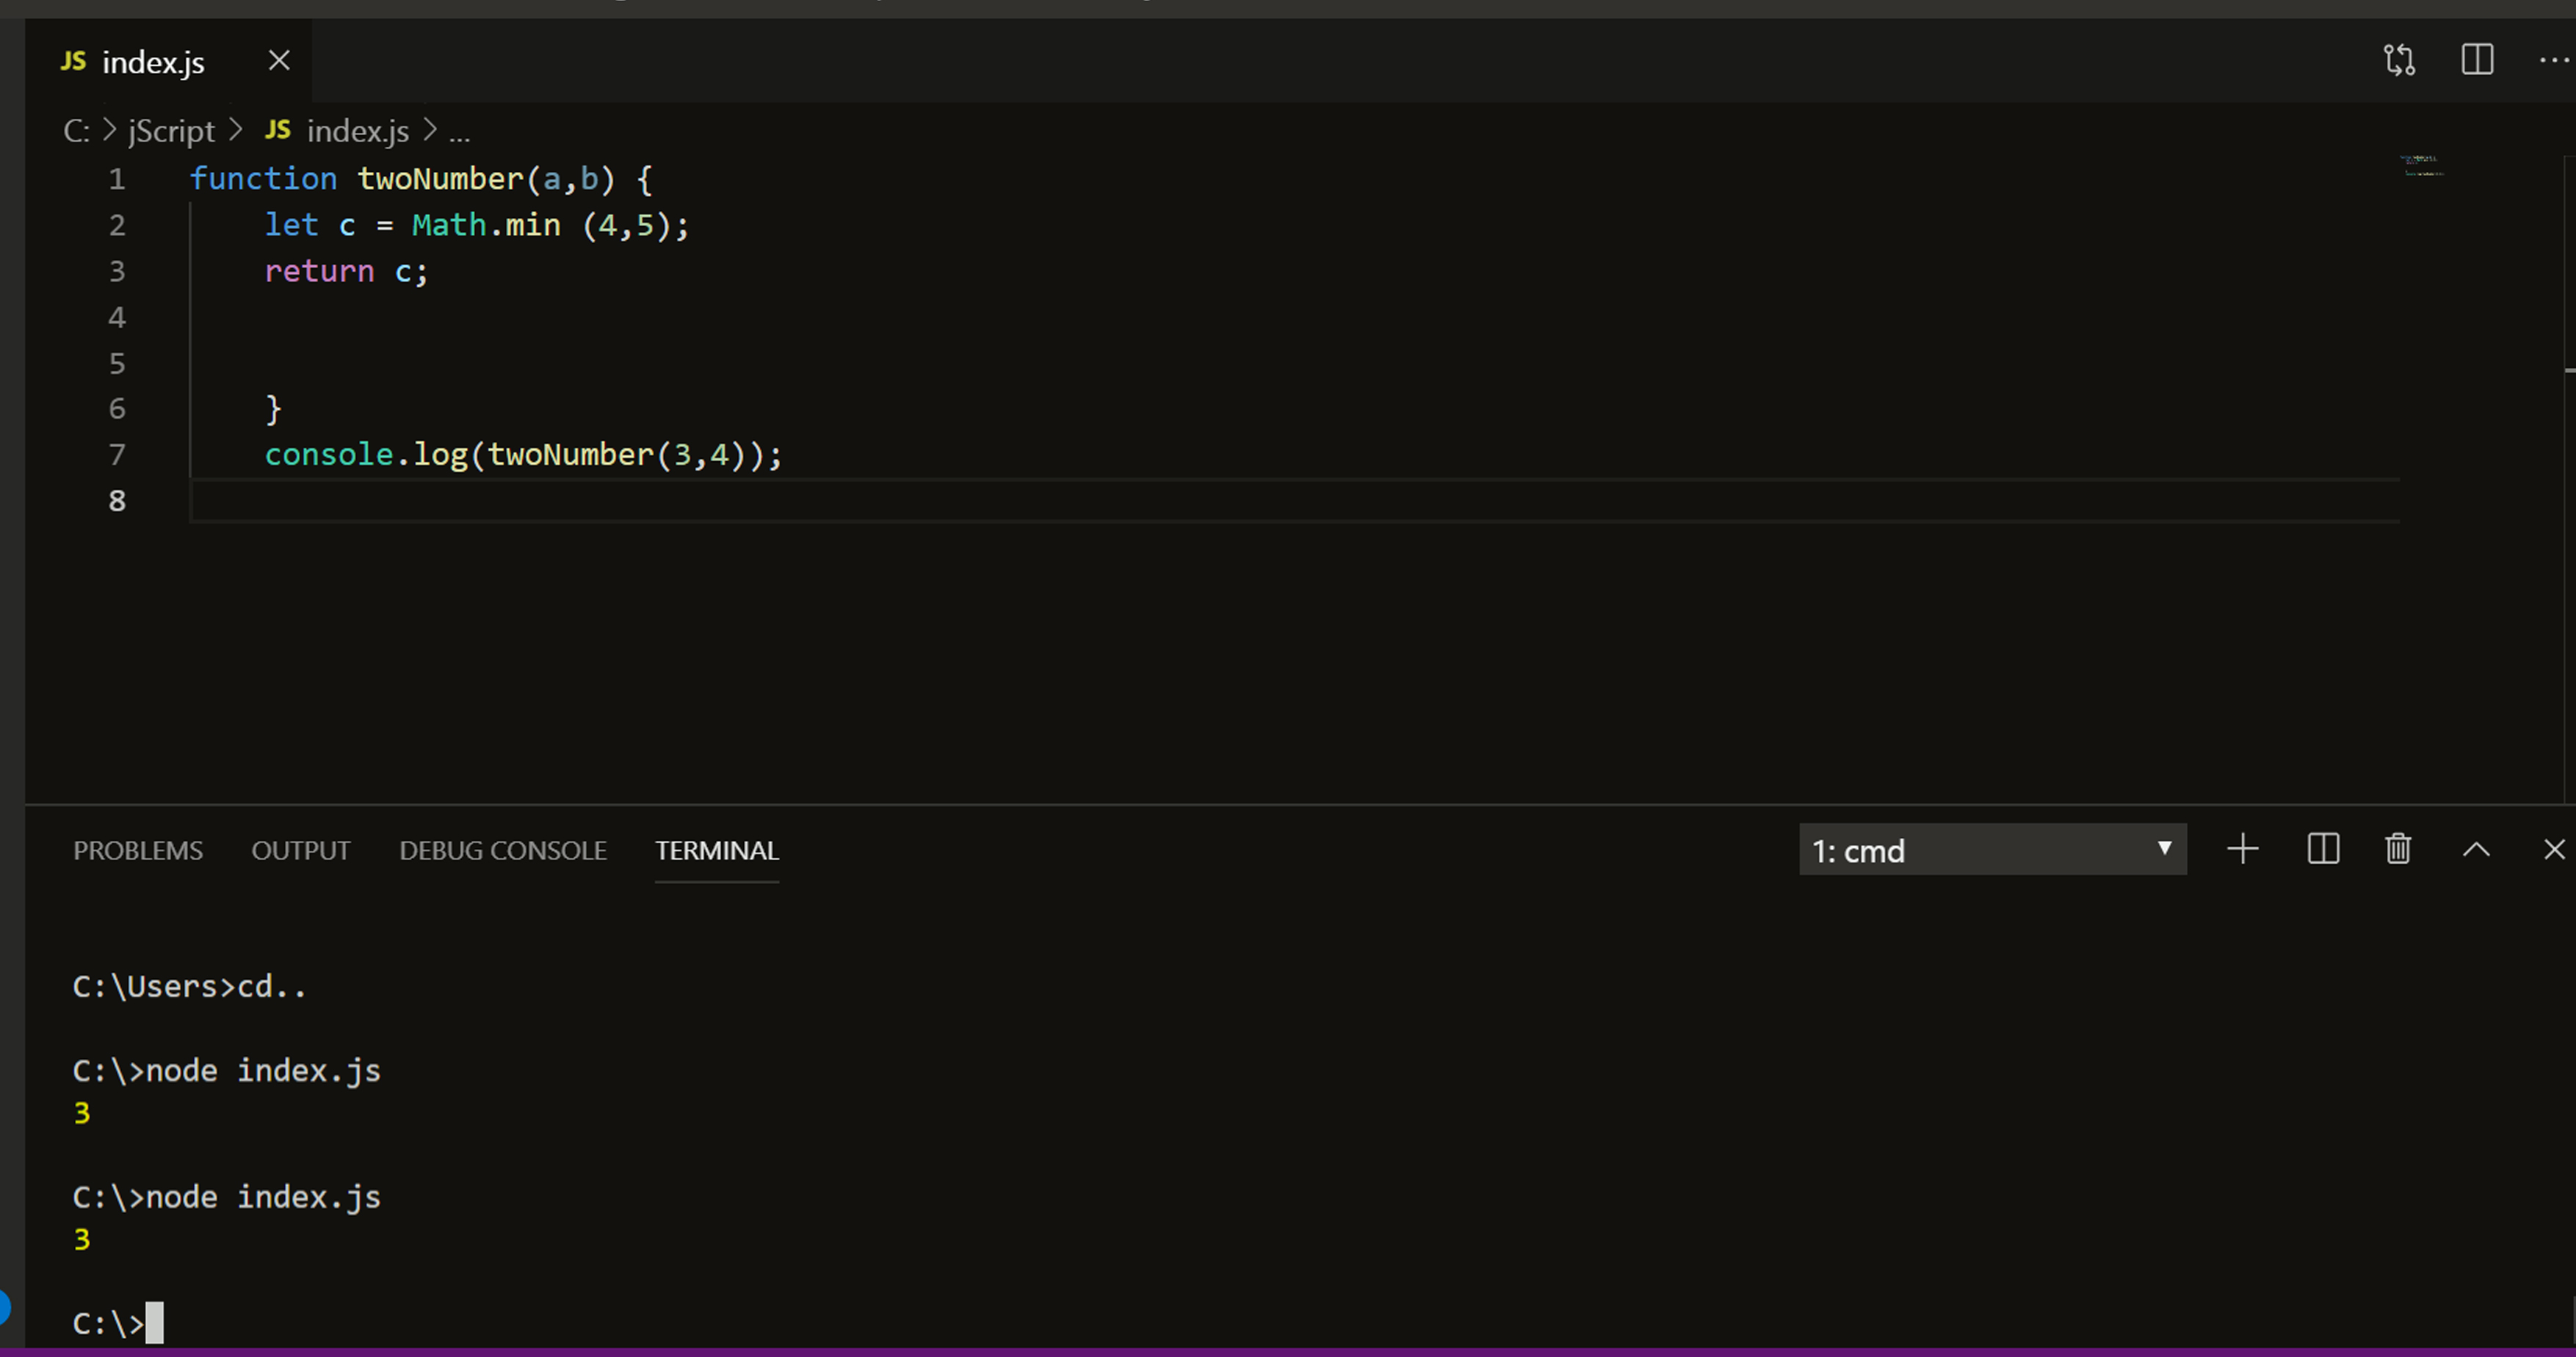 JS index.js
C: > jScript > JS index.js > ...
1 function twoNumber(a,b) {
2 let c = Math.min (4,5);
3 return c;
4
5
6 }
7 console.log(twoNumber(3,4));
8
PROBLEMS OUTPUT DEBUG CONSOLE TERMINAL 1: cmd
C:\Users>cd..
C:\>node index.js
3
C:\>node index.js
3
C:\>